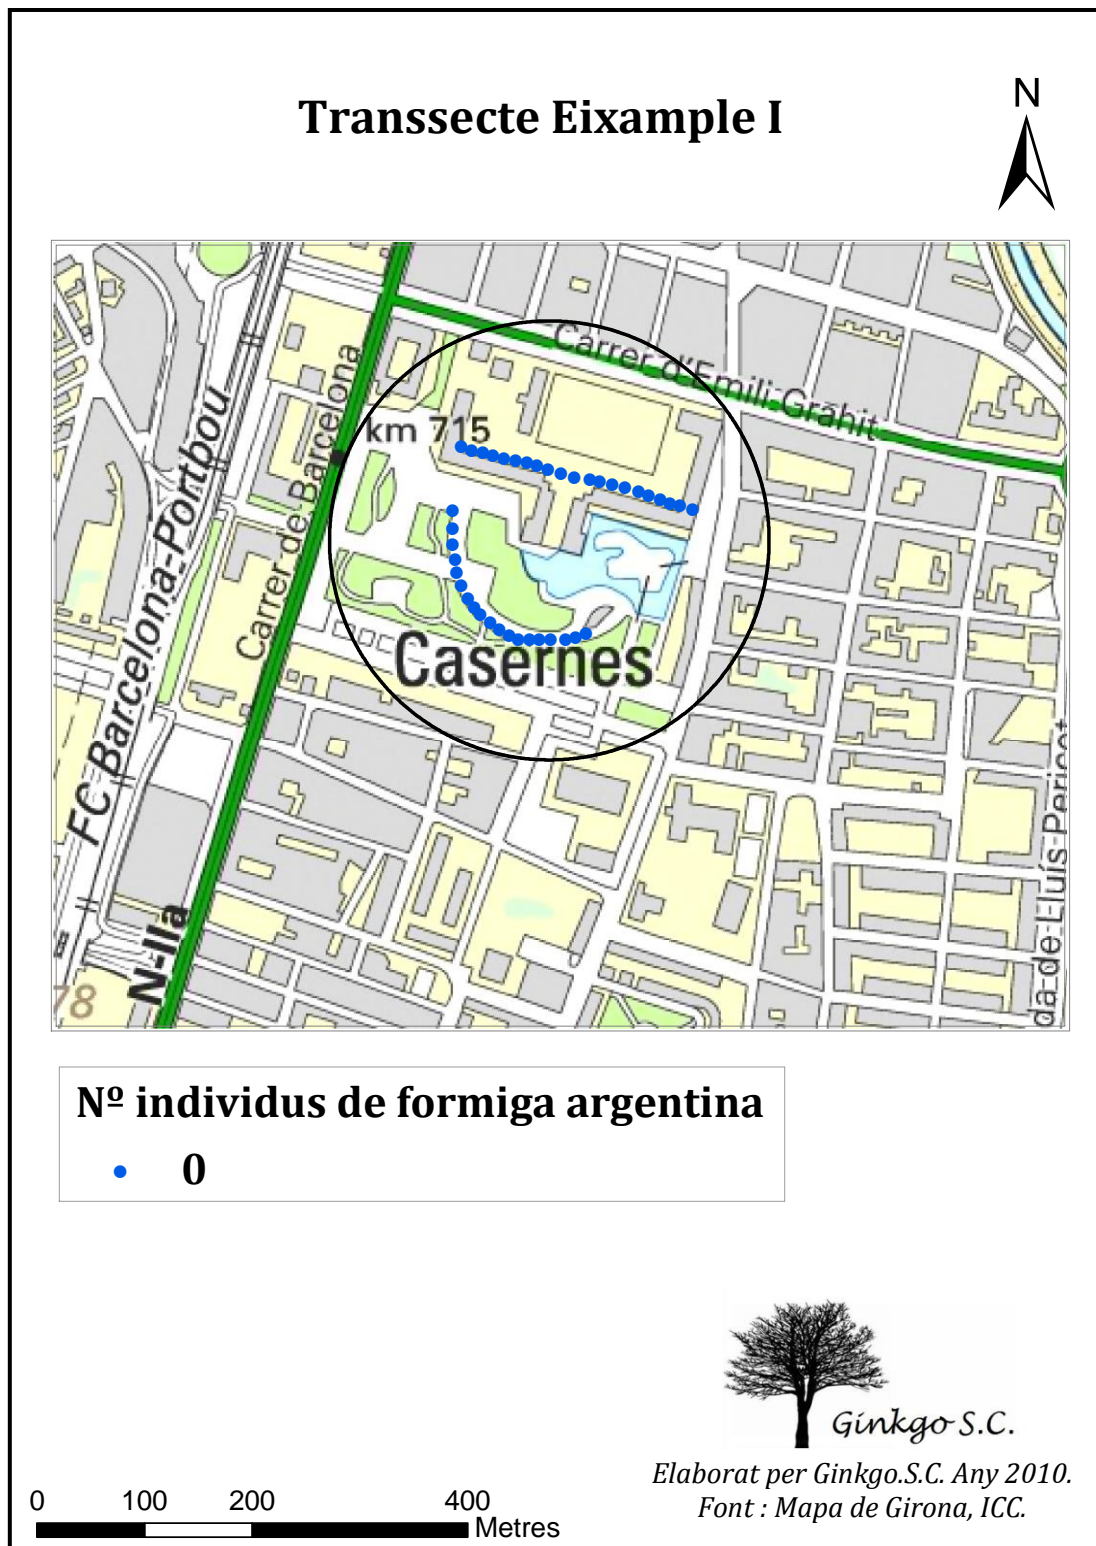 Transsecte Eixample I
N
Carrer d'Emili Grahit
km 715
Carrer de Barcelona
FC Barcelona-Portbou
Casernes
da de Lluís Pericot
N-IIa
78
Nº individus de formiga argentina
0
Ginkgo S.C.
Elaborat per Ginkgo.S.C. Any 2010.
Font : Mapa de Girona, ICC.
0 100 200 400
Metres